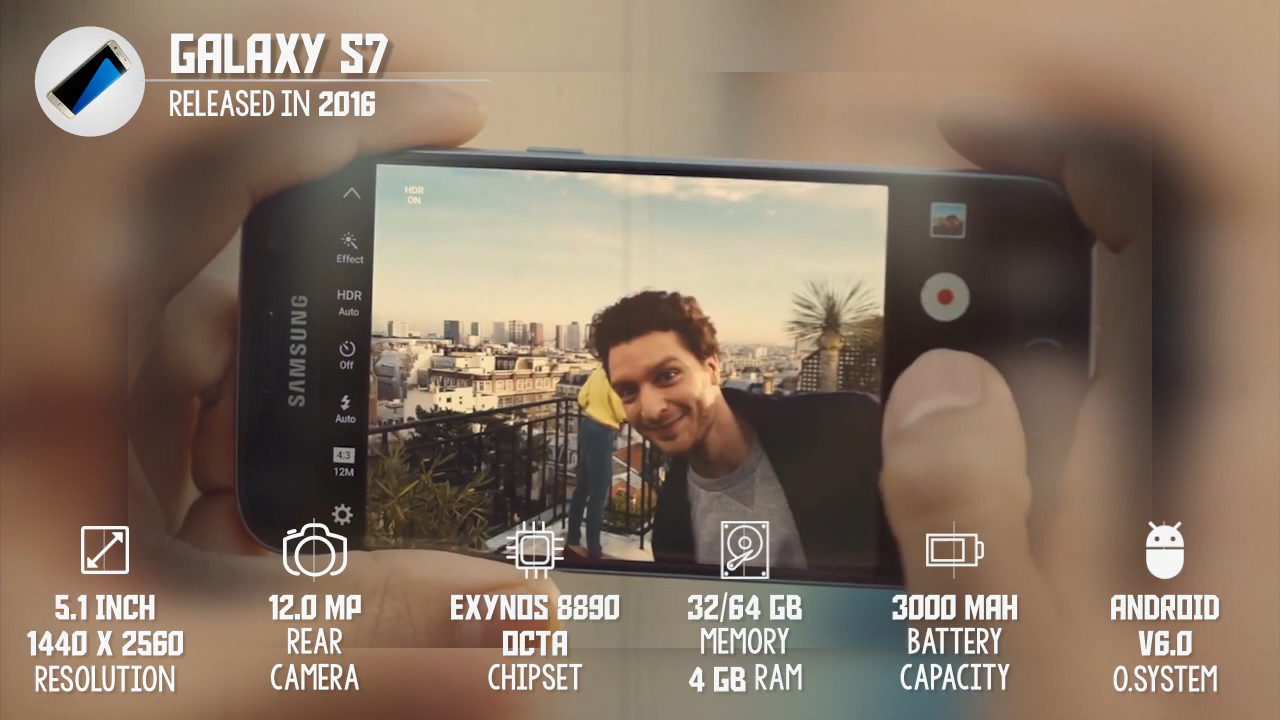 GALAXY S7
RELEASED IN 2016
HDR
ON
Effect
HDR
Auto
Off
Auto
4:3
12M
SAMSUNG
5.1 INCH
1440 X 2560
RESOLUTION
12.0 MP
REAR
CAMERA
EXYNOS 8890
OCTA
CHIPSET
32/64 GB
MEMORY
4 GB RAM
3000 MAH
BATTERY
CAPACITY
ANDROID
V6.0
O.SYSTEM